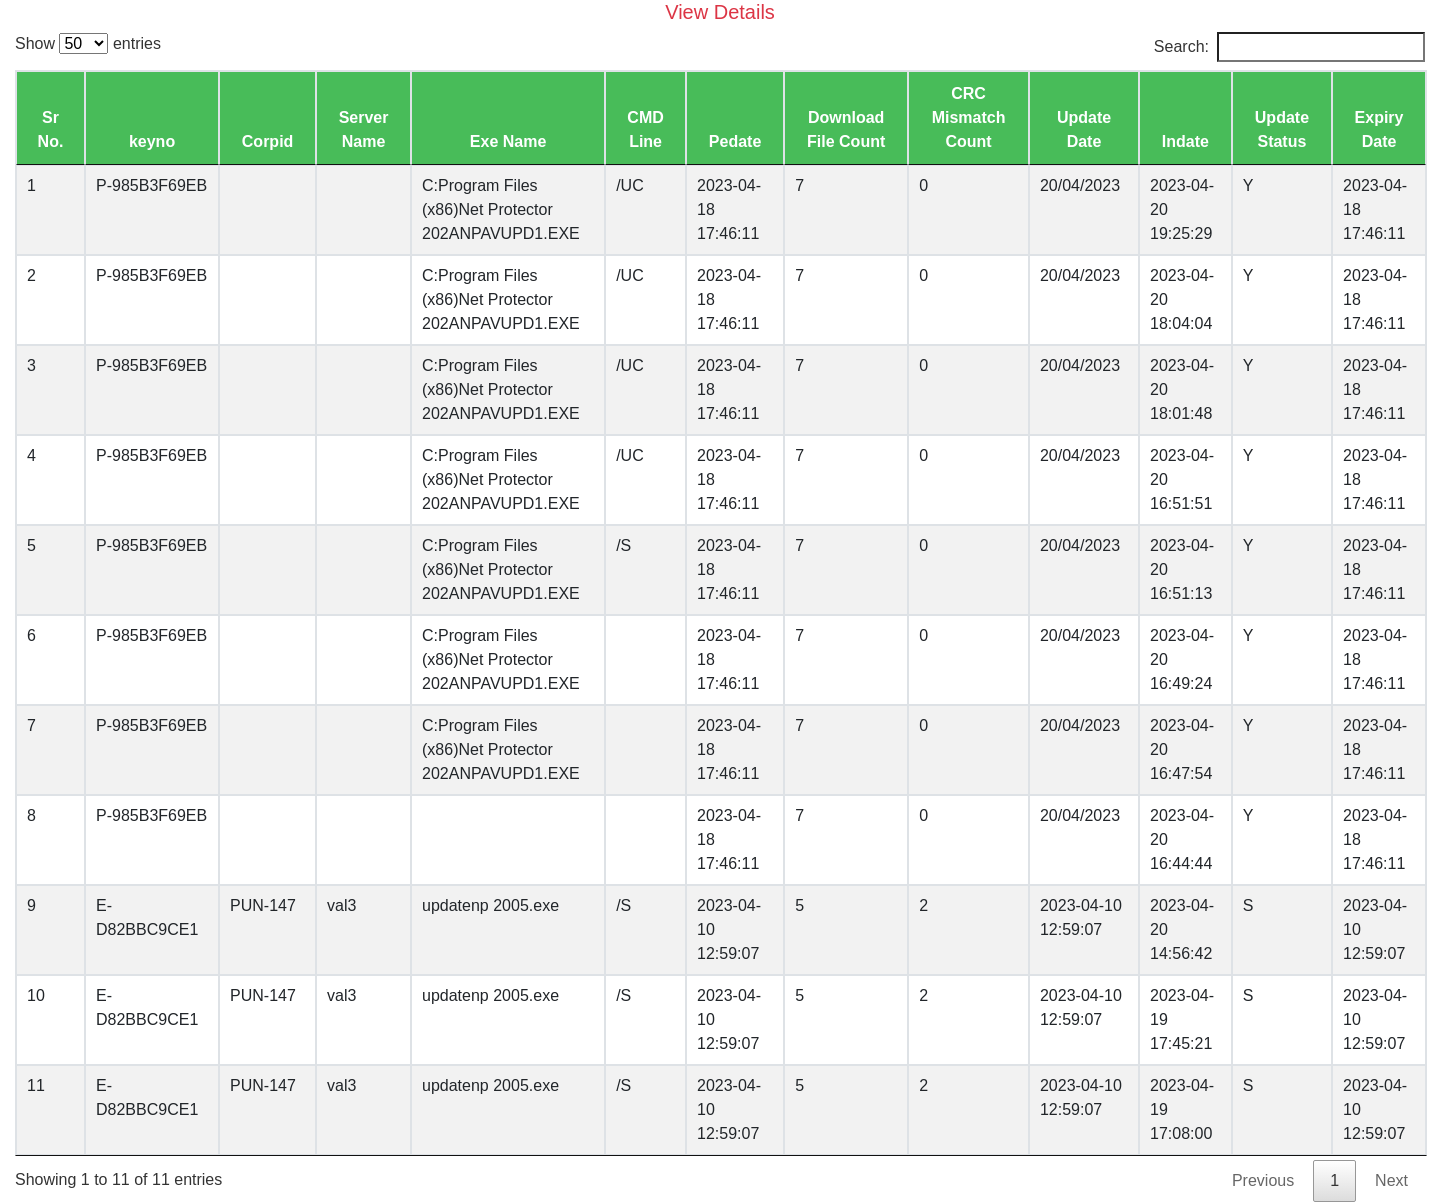 View Details
Show 50 entries
Search:
Sr No. keyno Corpid Server Name Exe Name CMD Line Pedate Download File Count CRC Mismatch Count Update Date Indate Update Status Expiry Date
1 P-985B3F69EB C:Program Files (x86)Net Protector 202ANPAVUPD1.EXE /UC 2023-04-18 17:46:11 7 0 20/04/2023 2023-04-20 19:25:29 Y 2023-04-18 17:46:11
2 P-985B3F69EB C:Program Files (x86)Net Protector 202ANPAVUPD1.EXE /UC 2023-04-18 17:46:11 7 0 20/04/2023 2023-04-20 18:04:04 Y 2023-04-18 17:46:11
3 P-985B3F69EB C:Program Files (x86)Net Protector 202ANPAVUPD1.EXE /UC 2023-04-18 17:46:11 7 0 20/04/2023 2023-04-20 18:01:48 Y 2023-04-18 17:46:11
4 P-985B3F69EB C:Program Files (x86)Net Protector 202ANPAVUPD1.EXE /UC 2023-04-18 17:46:11 7 0 20/04/2023 2023-04-20 16:51:51 Y 2023-04-18 17:46:11
5 P-985B3F69EB C:Program Files (x86)Net Protector 202ANPAVUPD1.EXE /S 2023-04-18 17:46:11 7 0 20/04/2023 2023-04-20 16:51:13 Y 2023-04-18 17:46:11
6 P-985B3F69EB C:Program Files (x86)Net Protector 202ANPAVUPD1.EXE 2023-04-18 17:46:11 7 0 20/04/2023 2023-04-20 16:49:24 Y 2023-04-18 17:46:11
7 P-985B3F69EB C:Program Files (x86)Net Protector 202ANPAVUPD1.EXE 2023-04-18 17:46:11 7 0 20/04/2023 2023-04-20 16:47:54 Y 2023-04-18 17:46:11
8 P-985B3F69EB 2023-04-18 17:46:11 7 0 20/04/2023 2023-04-20 16:44:44 Y 2023-04-18 17:46:11
9 E-D82BBC9CE1 PUN-147 val3 updatenp 2005.exe /S 2023-04-10 12:59:07 5 2 2023-04-10 12:59:07 2023-04-20 14:56:42 S 2023-04-10 12:59:07
10 E-D82BBC9CE1 PUN-147 val3 updatenp 2005.exe /S 2023-04-10 12:59:07 5 2 2023-04-10 12:59:07 2023-04-19 17:45:21 S 2023-04-10 12:59:07
11 E-D82BBC9CE1 PUN-147 val3 updatenp 2005.exe /S 2023-04-10 12:59:07 5 2 2023-04-10 12:59:07 2023-04-19 17:08:00 S 2023-04-10 12:59:07
Showing 1 to 11 of 11 entries
Previous 1 Next